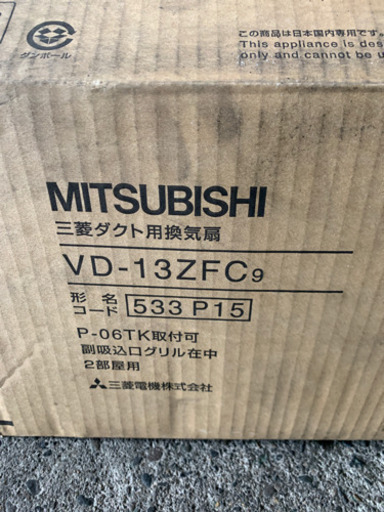 ダンボール
この商品は日本国内専用です。
This appliance is des
only and cannot be us
MITSUBISHI
三菱ダクト用換気扇
VD-13ZFC9
形名コード 533 P15
P-06TK取付可
副吸込口グリル在中
2部屋用
三菱電機株式会社